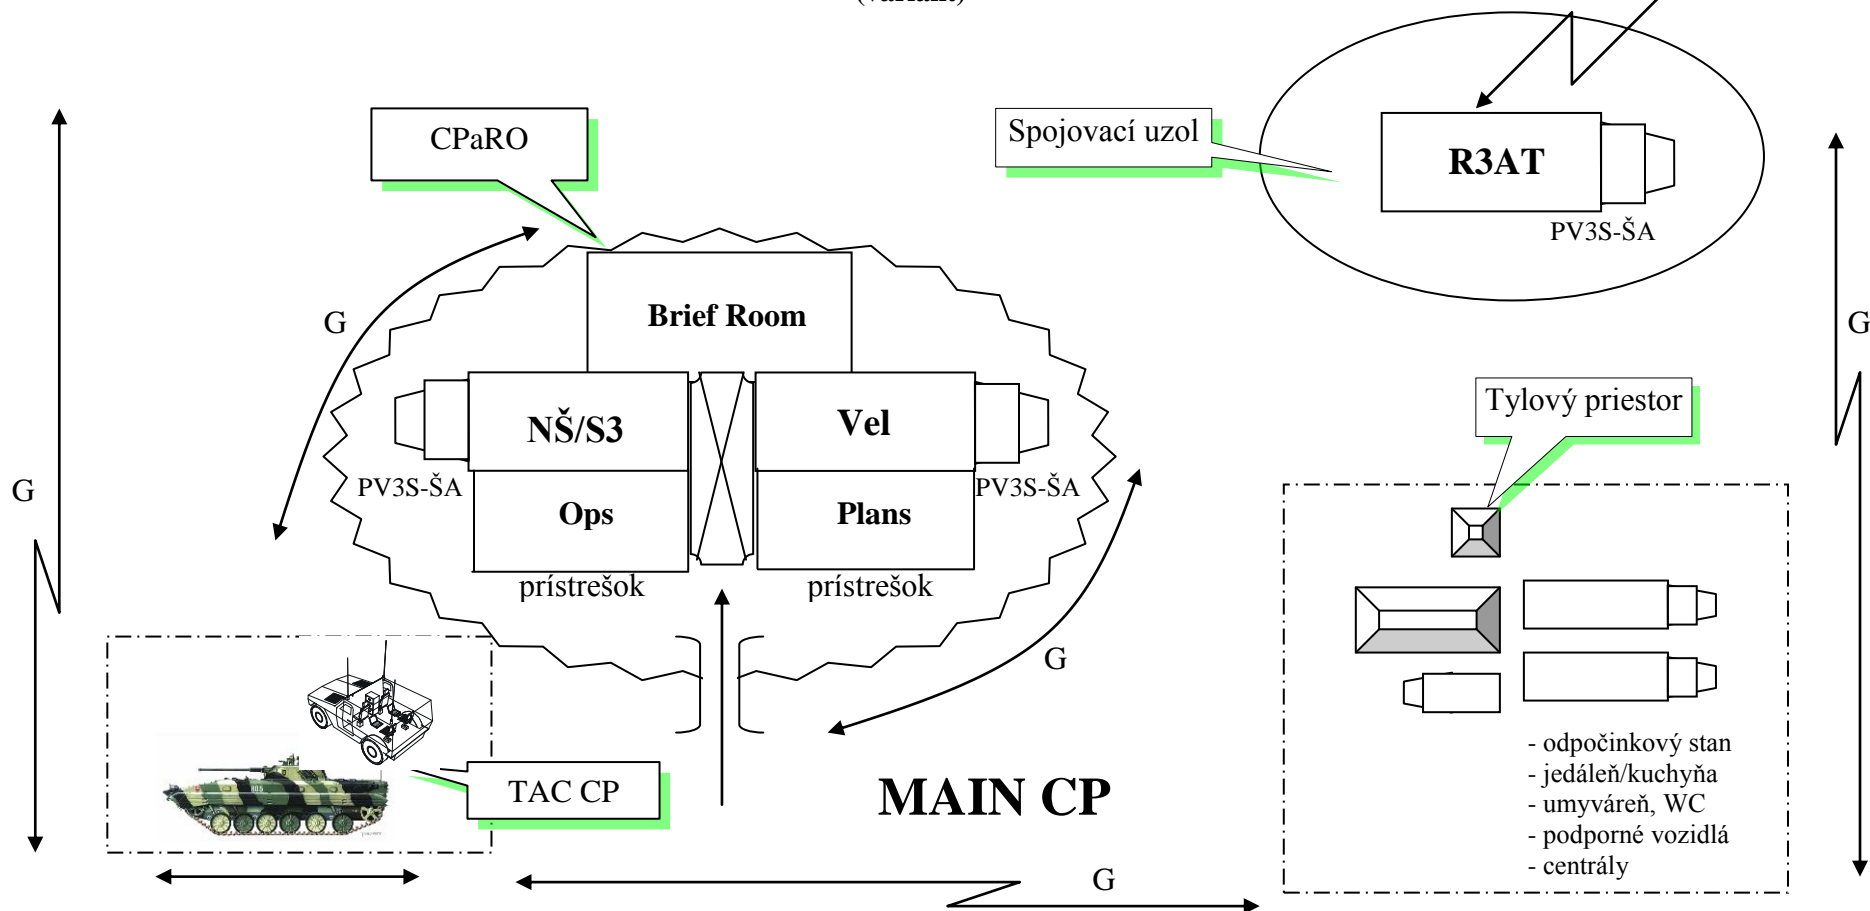 (variant)
CPaRO
Spojovací uzol
R3AT
PV3S-ŠA
G
Brief Room
G
Tylový priestor
NŠ/S3
Vel
PV3S-ŠA
PV3S-ŠA
G
Ops
Plans
prístrešok
prístrešok
G
TAC CP
MAIN CP
- odpočinkový stan
- jedáleň/kuchyňa
- umyváreň, WC
- podporné vozidlá
- centrály
G